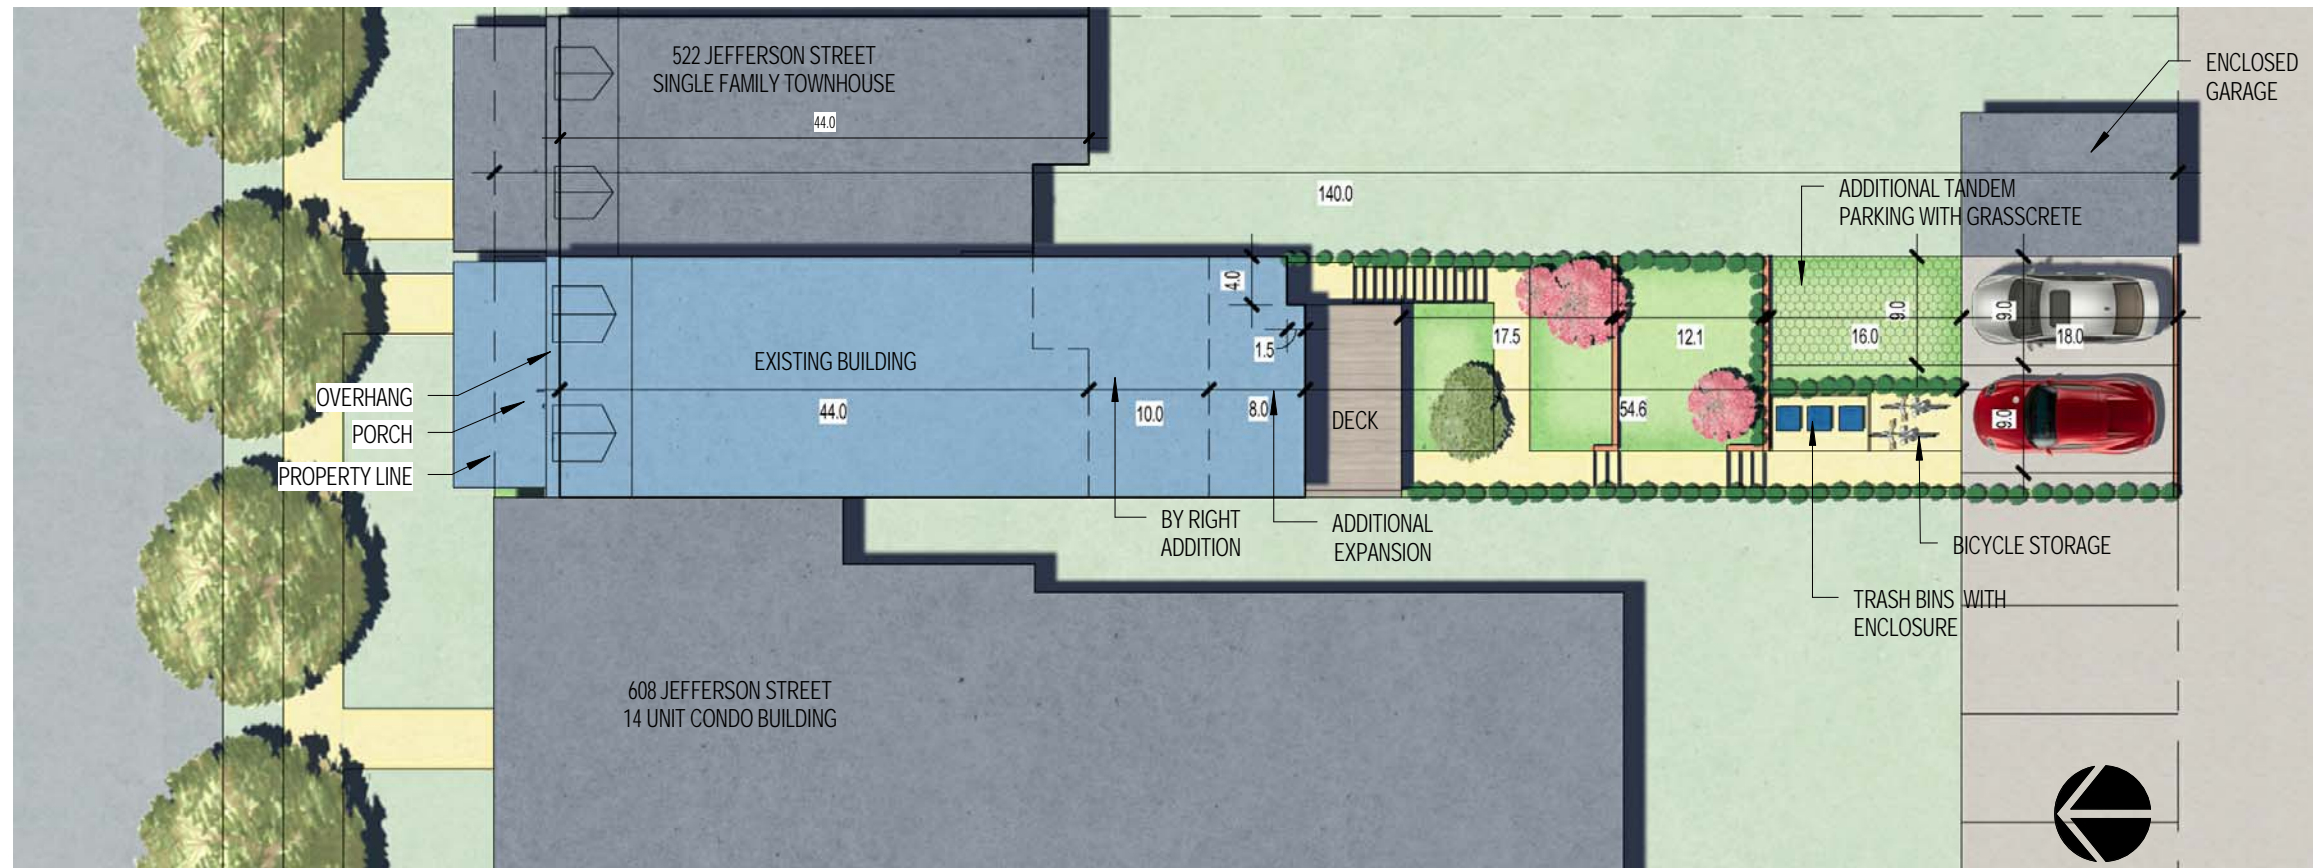 522 JEFFERSON STREET
SINGLE FAMILY TOWNHOUSE
ENCLOSED
GARAGE
44.0
140.0
ADDITIONAL TANDEM
PARKING WITH GRASSCRETE
4.0
9.0
9.0
17.5
12.1
16.0
18.0
1.5
EXISTING BUILDING
OVERHANG
44.0
10.0
8.0
DECK
54.6
9.0
PORCH
PROPERTY LINE
BY RIGHT
ADDITION
ADDITIONAL
EXPANSION
BICYCLE STORAGE
TRASH BINS WITH
ENCLOSURE
608 JEFFERSON STREET
14 UNIT CONDO BUILDING